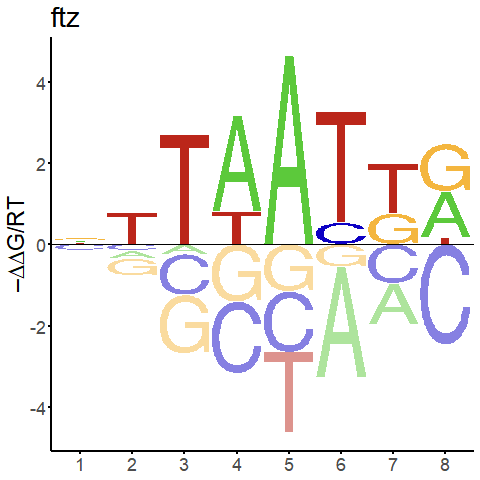 ftz
−ΔΔG/RT
4
2
0
-2
-4
T T T A T A T C T G G A T
C A G A C G G C G C T G A C A C
1 2 3 4 5 6 7 8